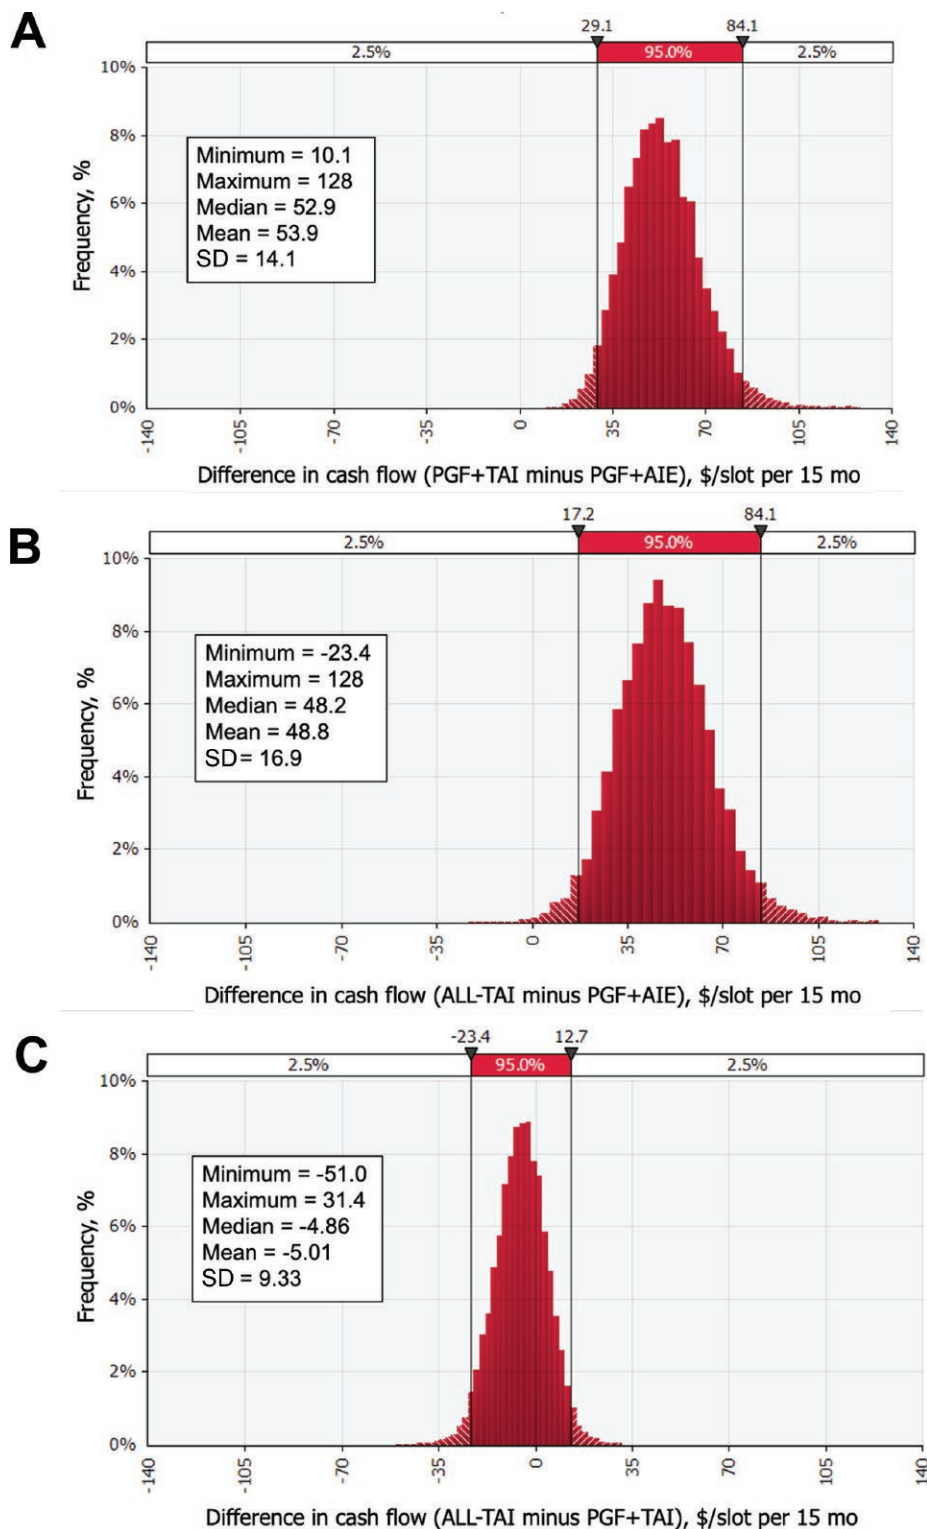 A
29.1 84.1
2.5% 95.0% 2.5%
10%
8%
6%
4%
2%
0%
Frequency, %
Minimum = 10.1
Maximum = 128
Median = 52.9
Mean = 53.9
SD = 14.1
-140 -105 -70 -35 0 35 70 105 140
Difference in cash flow (PGF+TAI minus PGF+AIE), $/slot per 15 mo
B
17.2 84.1
2.5% 95.0% 2.5%
10%
8%
6%
4%
2%
0%
Frequency, %
Minimum = -23.4
Maximum = 128
Median = 48.2
Mean = 48.8
SD = 16.9
-140 -105 -70 -35 0 35 70 105 140
Difference in cash flow (ALL-TAI minus PGF+AIE), $/slot per 15 mo
C
-23.4 12.7
2.5% 95.0% 2.5%
10%
8%
6%
4%
2%
0%
Frequency, %
Minimum = -51.0
Maximum = 31.4
Median = -4.86
Mean = -5.01
SD = 9.33
-140 -105 -70 -35 0 35 70 105 140
Difference in cash flow (ALL-TAI minus PGF+TAI), $/slot per 15 mo